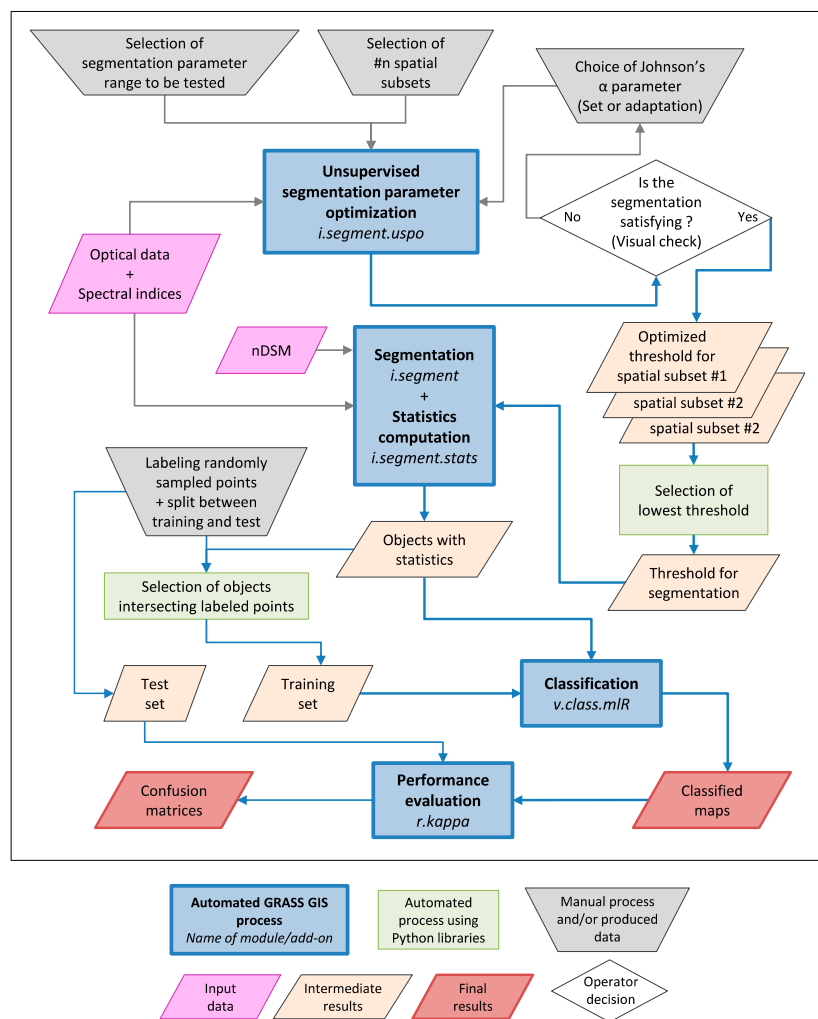 Selection of
segmentation parameter
range to be tested
Selection of
#n spatial
subsets
Choice of Johnson's
α parameter
(Set or adaptation)
Unsupervised
segmentation parameter
optimization
i.segment.uspo
Is the
segmentation
satisfying ?
(Visual check)
No
Yes
Optical data
+
Spectral indices
nDSM
Segmentation
i.segment
+
Statistics
computation
i.segment.stats
Optimized
threshold for
spatial subset #1
spatial subset #2
spatial subset #2
Labeling randomly
sampled points
+ split between
training and test
Selection of
lowest threshold
Objects with
statistics
Threshold for
segmentation
Selection of objects
intersecting labeled points
Test
set
Training
set
Classification
v.class.mlR
Confusion
matrices
Performance
evaluation
r.kappa
Classified
maps
Automated GRASS GIS
process
Name of module/add-on
Automated
process using
Python libraries
Manual process
and/or produced
data
Input
data
Intermediate
results
Final
results
Operator
decision